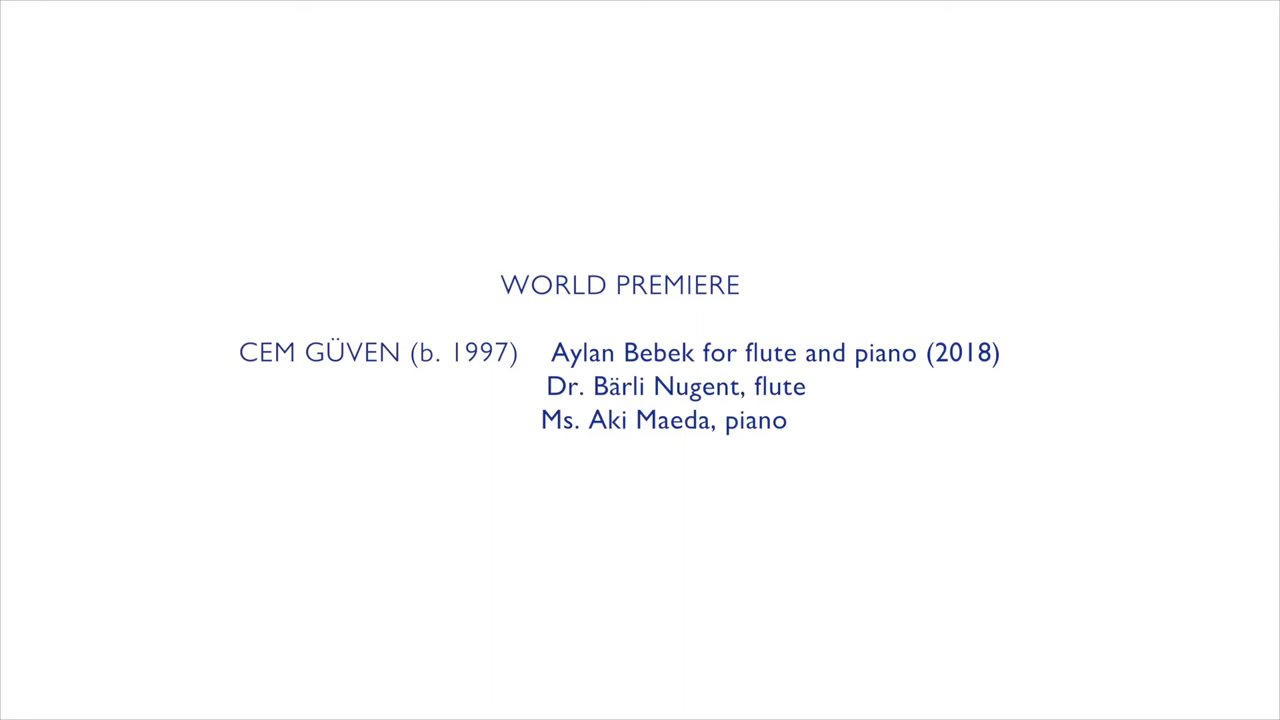 WORLD PREMIERE
CEM GÜVEN (b. 1997) Aylan Bebek for flute and piano (2018)
Dr. Bärli Nugent, flute
Ms. Aki Maeda, piano